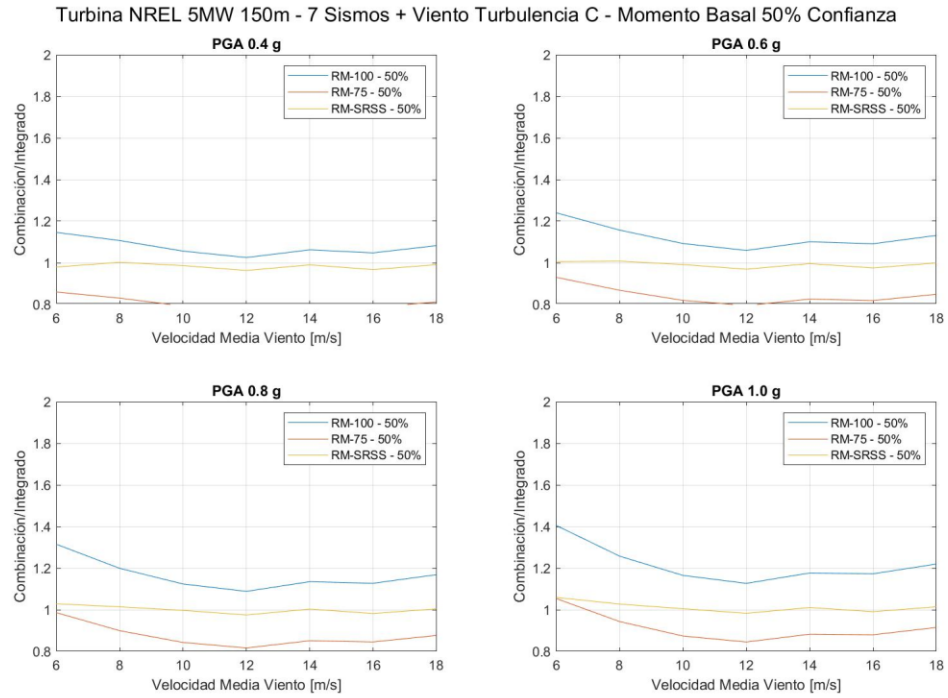 Turbina NREL 5MW 150m - 7 Sismos + Viento Turbulencia C - Momento Basal 50% Confianza
PGA 0.4 g
2
1.8
1.6
1.4
1.2
1
0.8
Combinación/Integrado
RM-100 - 50%
RM-75 - 50%
RM-SRSS - 50%
6 8 10 12 14 16 18
Velocidad Media Viento [m/s]
PGA 0.6 g
2
1.8
1.6
1.4
1.2
1
0.8
Combinación/Integrado
RM-100 - 50%
RM-75 - 50%
RM-SRSS - 50%
6 8 10 12 14 16 18
Velocidad Media Viento [m/s]
PGA 0.8 g
2
1.8
1.6
1.4
1.2
1
0.8
Combinación/Integrado
RM-100 - 50%
RM-75 - 50%
RM-SRSS - 50%
6 8 10 12 14 16 18
Velocidad Media Viento [m/s]
PGA 1.0 g
2
1.8
1.6
1.4
1.2
1
0.8
Combinación/Integrado
RM-100 - 50%
RM-75 - 50%
RM-SRSS - 50%
6 8 10 12 14 16 18
Velocidad Media Viento [m/s]